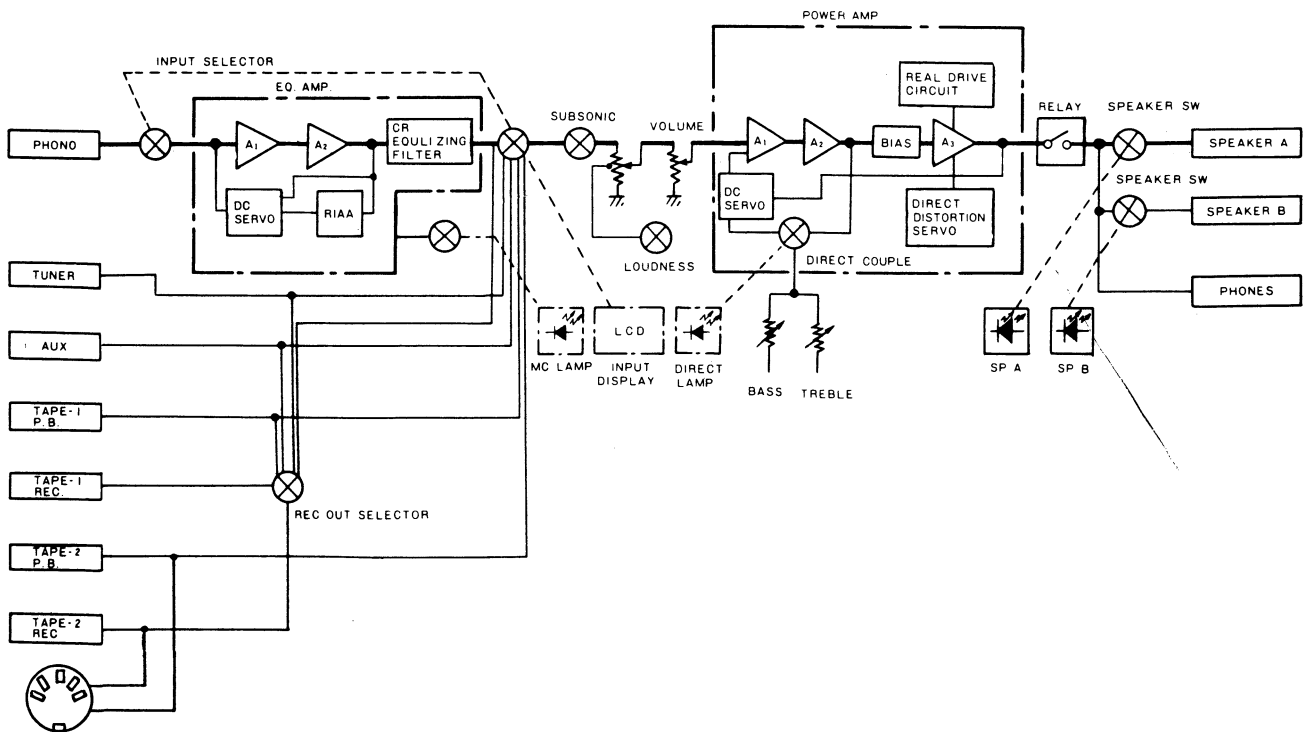 POWER AMP
INPUT SELECTOR
EQ. AMP.
REAL DRIVE
CIRCUIT
RELAY
SPEAKER SW
SUBSONIC
VOLUME
PHONO
A1
A2
CR
EQULIZING
FILTER
A1
A2
BIAS
A3
SPEAKER A
SPEAKER SW
DC
SERVO
RIAA
DC
SERVO
DIRECT
DISTORTION
SERVO
SPEAKER B
LOUDNESS
DIRECT COUPLE
TUNER
PHONES
AUX
LCD
MC LAMP
INPUT
DISPLAY
DIRECT
LAMP
BASS
TREBLE
SP A
SP B
TAPE-1
P.B.
TAPE-1
REC.
REC OUT SELECTOR
TAPE-2
P.B.
TAPE-2
REC